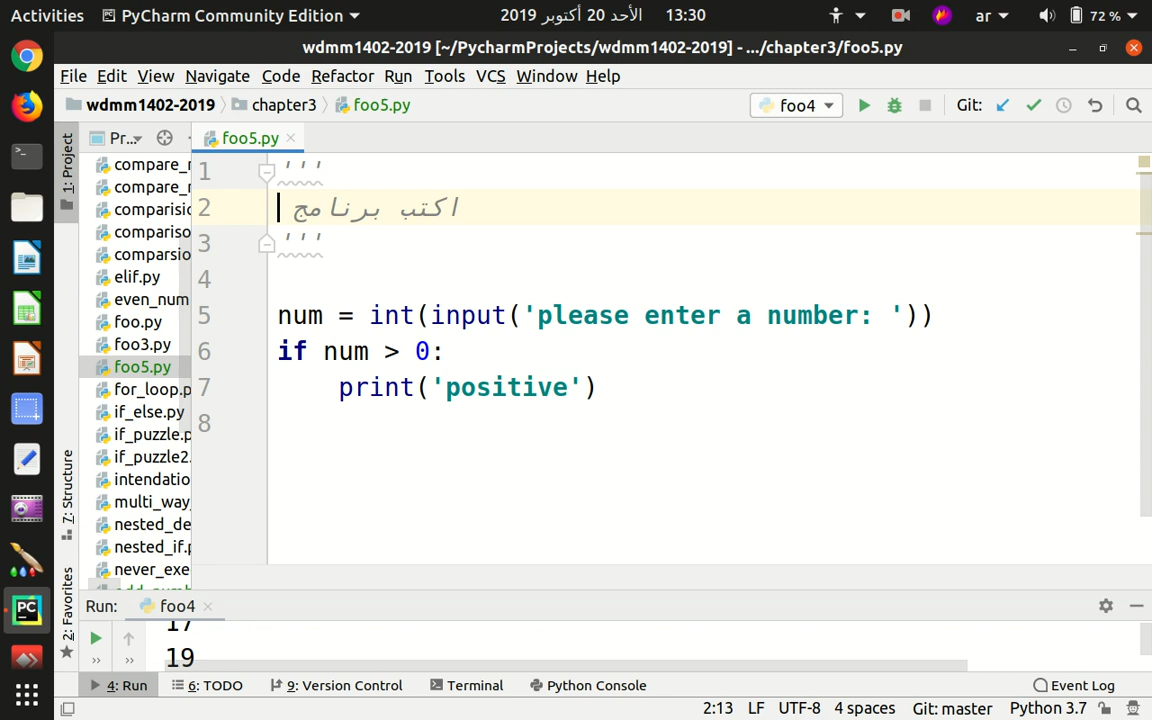 Activities PyCharm Community Edition الأحد 20 أكتوبر 2019 13:30 ar 72 %
wdmm1402-2019 [~/PycharmProjects/wdmm1402-2019] - .../chapter3/foo5.py
File Edit View Navigate Code Refactor Run Tools VCS Window Help
wdmm1402-2019 chapter3 foo5.py foo4 Git:
1: Project
Pr...
foo5.py
compare_r
compare_r
comparisio
compariso
comparsio
elif.py
even_num
foo.py
foo3.py
foo5.py
for_loop.p
if_else.py
if_puzzle.p
if_puzzle2.
intendatio
multi_way_
nested_de
nested_if.p
never_exe
7: Structure
2: Favorites
1 '''
2 اكتب برنامج
3 '''
4
5 num = int(input('please enter a number: '))
6 if num > 0:
7 print('positive')
8
Run: foo4
17
19
4: Run 6: TODO 9: Version Control Terminal Python Console Event Log
2:13 LF UTF-8 4 spaces Git: master Python 3.7